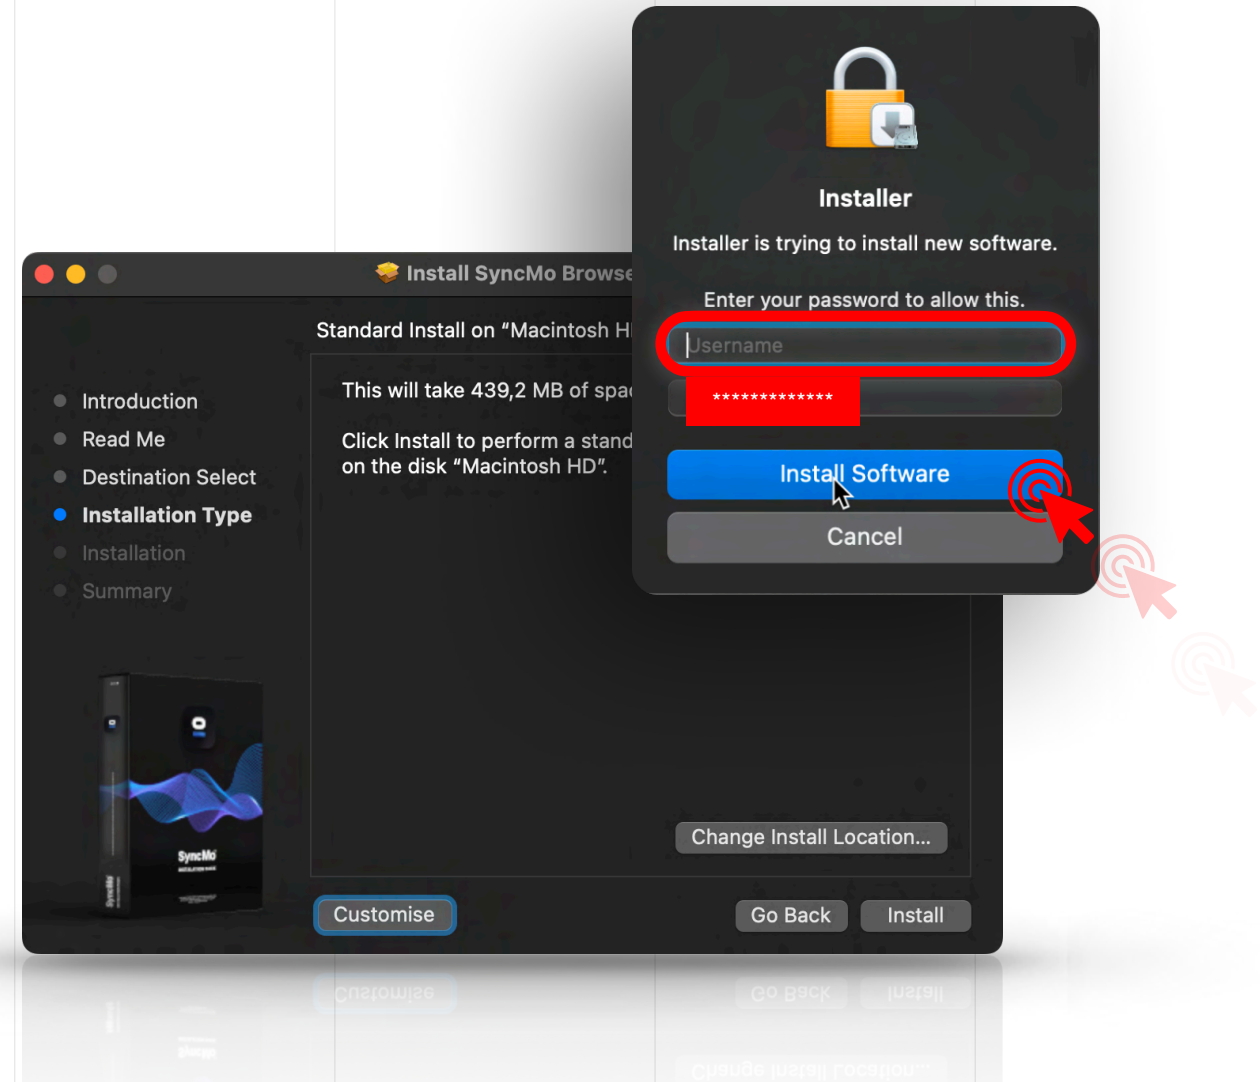 Installer
Installer is trying to install new software.
Enter your password to allow this.
Username
*************
Install Software
Cancel
Install SyncMo Browse
Standard Install on “Macintosh H
This will take 439,2 MB of spa
Click Install to perform a stand
on the disk “Macintosh HD”.
Introduction
Read Me
Destination Select
Installation Type
Installation
Summary
SyncMo
SyncMo
Change Install Location...
Customise
Go Back
Install